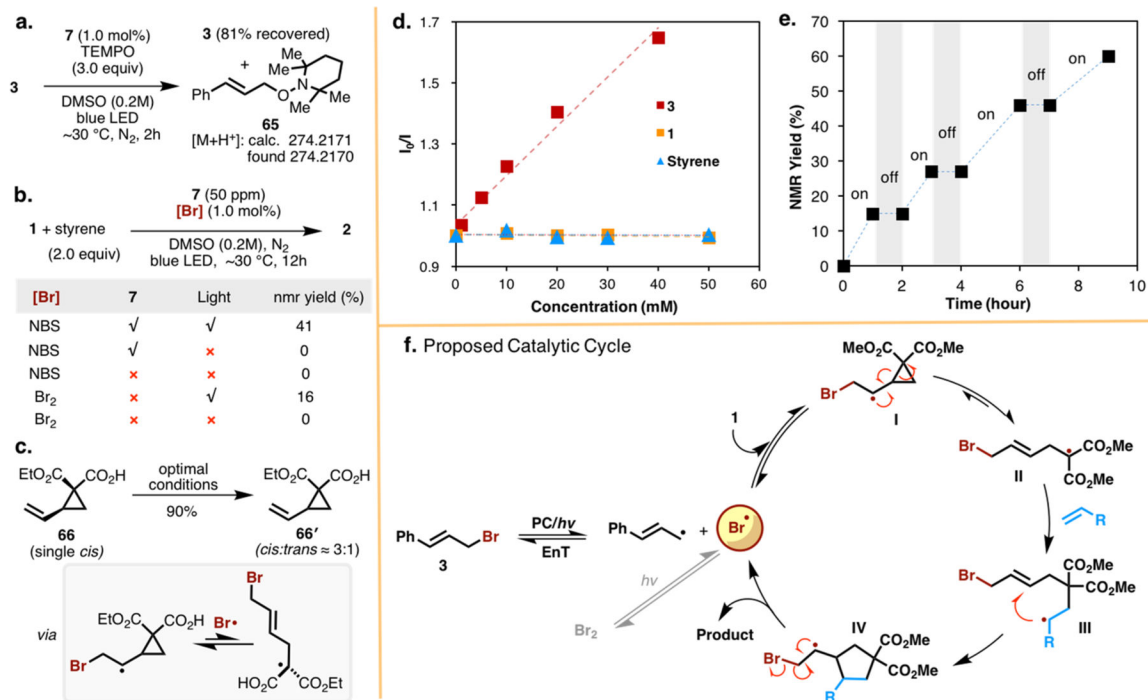 a.
7 (1.0 mol%)
TEMPO
(3.0 equiv)
3
DMSO (0.2M)
blue LED
~30 °C, N2, 2h
3 (81% recovered)
+
Me
Me
Ph
O
N
Me
Me
65
[M+H+]: calc. 274.2171
found 274.2170
b.
7 (50 ppm)
[Br] (1.0 mol%)
1 + styrene
(2.0 equiv)
DMSO (0.2M), N2
blue LED, ~30 °C, 12h
2
[Br] 7 Light nmr yield (%)
NBS √ √ 41
NBS √ × 0
NBS × × 0
Br2 × √ 16
Br2 × × 0
c.
EtO2C CO2H
66
(single cis)
optimal
conditions
90%
EtO2C CO2H
66′
(cis:trans ≈ 3:1)
via
EtO2C CO2H
Br
Br•
Br
HO2C CO2Et
d.
I0/I
1.7
1.5
1.3
1.1
0.9
0 10 20 30 40 50 60
Concentration (mM)
3
1
Styrene
e.
NMR Yield (%)
70
60
50
40
30
20
10
0
on
off
on
off
on
off
on
0 2 4 6 8 10
Time (hour)
f. Proposed Catalytic Cycle
MeO2C CO2Me
Br
I
1
Br
CO2Me
CO2Me
II
R
Br
CO2Me
CO2Me
R
III
IV
Br
CO2Me
CO2Me
R
Product
Ph Br
3
PC/hν
EnT
Ph
+
Br•
hν
Br2